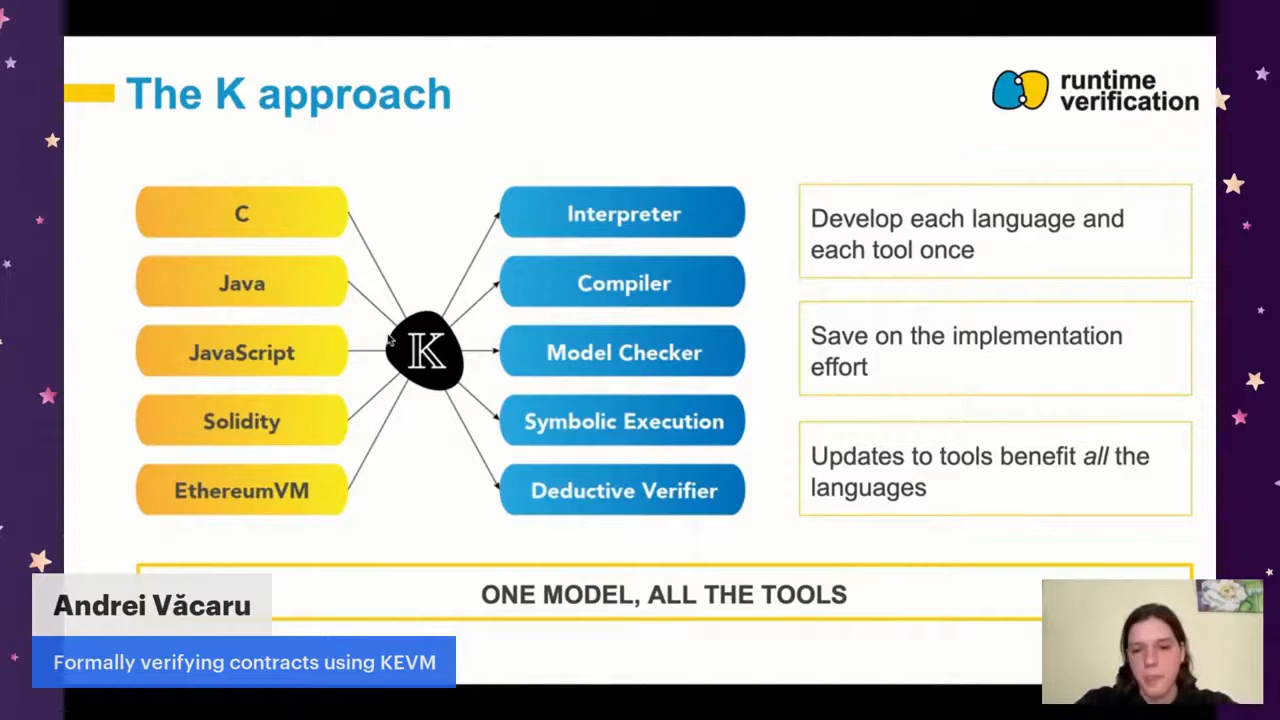 The K approach
runtime
verification
C
Java
JavaScript
Solidity
EthereumVM
K
Interpreter
Compiler
Model Checker
Symbolic Execution
Deductive Verifier
Develop each language and
each tool once
Save on the implementation
effort
Updates to tools benefit all the
languages
ONE MODEL, ALL THE TOOLS
Andrei Văcaru
Formally verifying contracts using KEVM